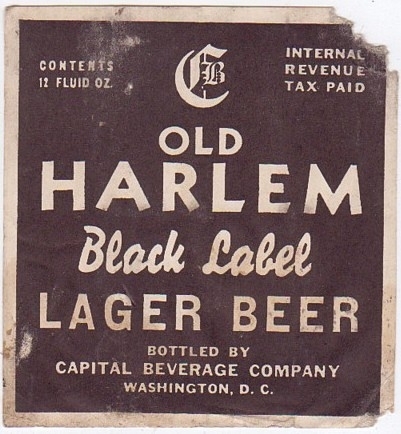 CONTENTS
12 FLUID OZ.
CB
INTERNAL
REVENUE
TAX PAID
OLD
HARLEM
Black Label
LAGER BEER
BOTTLED BY
CAPITAL BEVERAGE COMPANY
WASHINGTON, D. C.